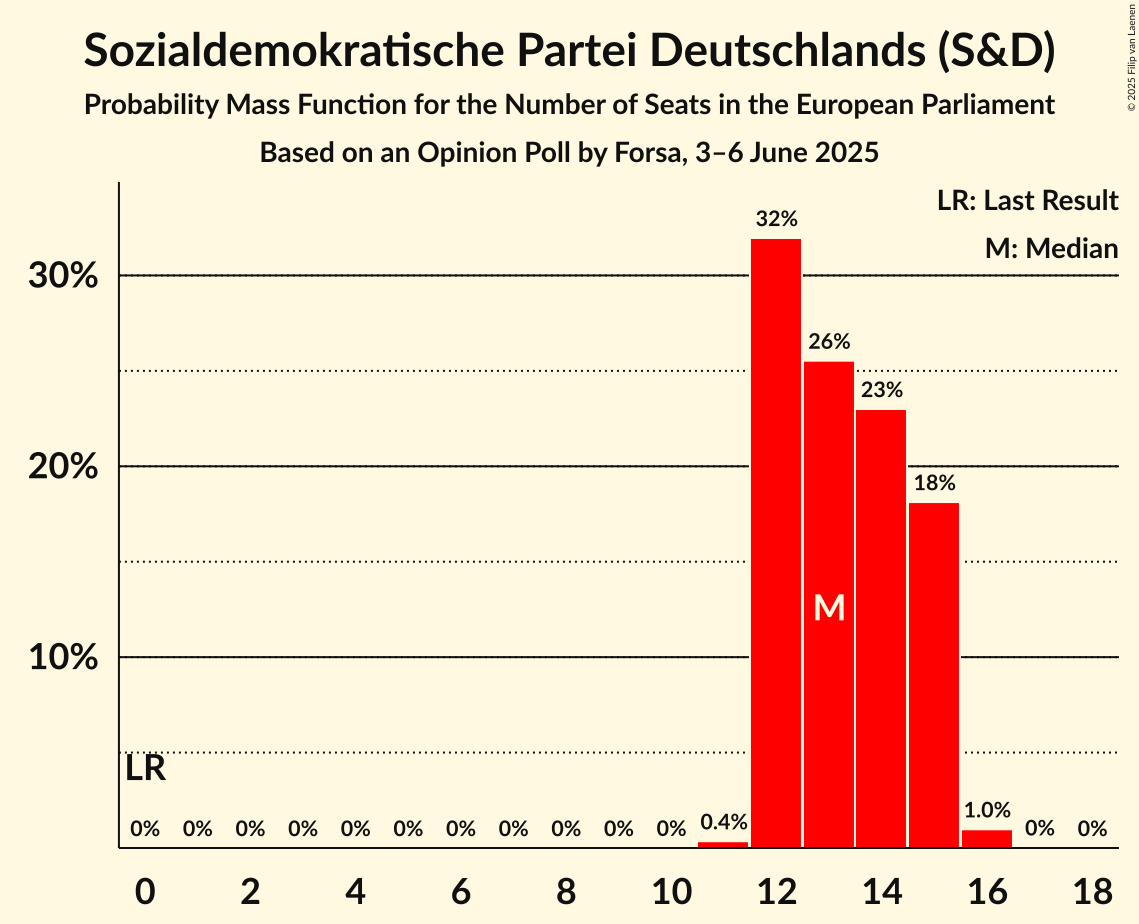 Sozialdemokratische Partei Deutschlands (S&D)
Probability Mass Function for the Number of Seats in the European Parliament
Based on an Opinion Poll by Forsa, 3–6 June 2025
© 2025 Filip van Laenen
LR: Last Result
M: Median
32%
30%
26%
23%
20%
18%
M
10%
LR
0% 0% 0% 0% 0% 0% 0% 0% 0% 0% 0% 0.4% 1.0% 0% 0%
0 2 4 6 8 10 12 14 16 18